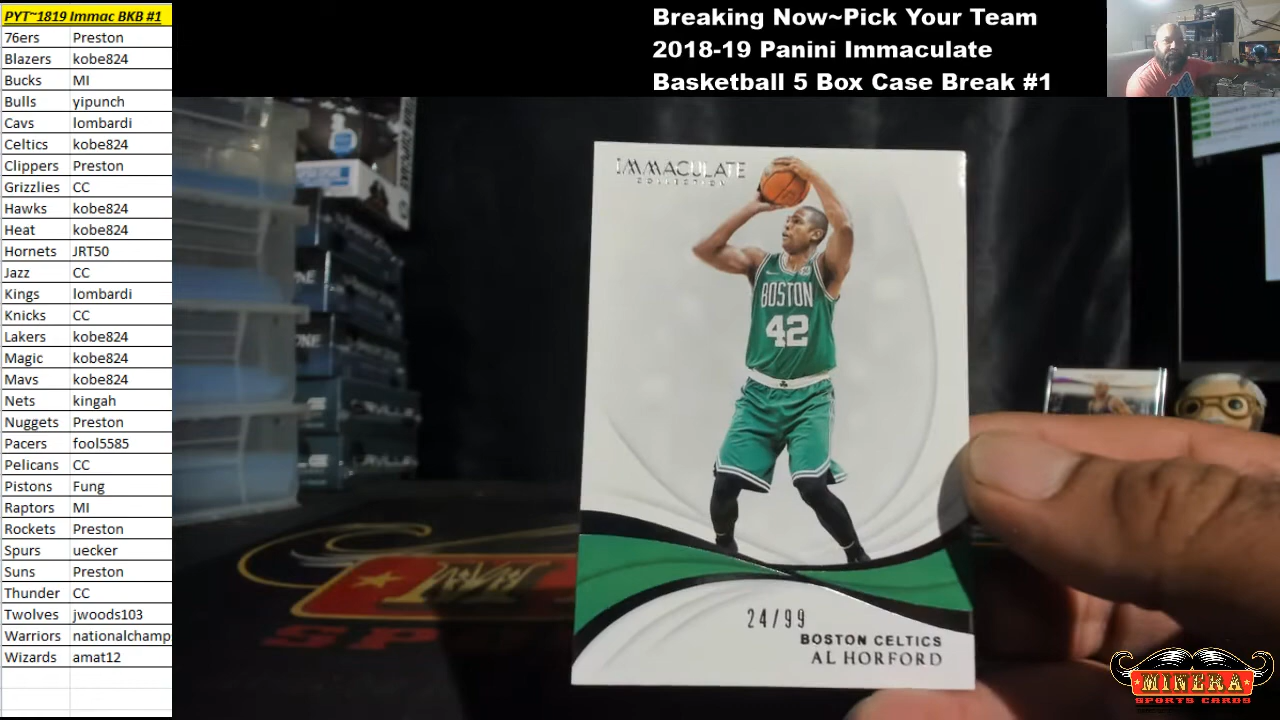 PYT~1819 Immac BKB #1
76ers Preston
Blazers kobe824
Bucks MI
Bulls yipunch
Cavs lombardi
Celtics kobe824
Clippers Preston
Grizzlies CC
Hawks kobe824
Heat kobe824
Hornets JRT50
Jazz CC
Kings lombardi
Knicks CC
Lakers kobe824
Magic kobe824
Mavs kobe824
Nets kingah
Nuggets Preston
Pacers fool5585
Pelicans CC
Pistons Fung
Raptors MI
Rockets Preston
Spurs uecker
Suns Preston
Thunder CC
Twolves jwoods103
Warriors nationalchamp
Wizards amat12
Breaking Now~Pick Your Team
2018-19 Panini Immaculate
Basketball 5 Box Case Break #1
IMMACULATE
COLLECTION
BOSTON
42
24/99
BOSTON CELTICS
AL HORFORD
MINERA
SPORTS CARDS